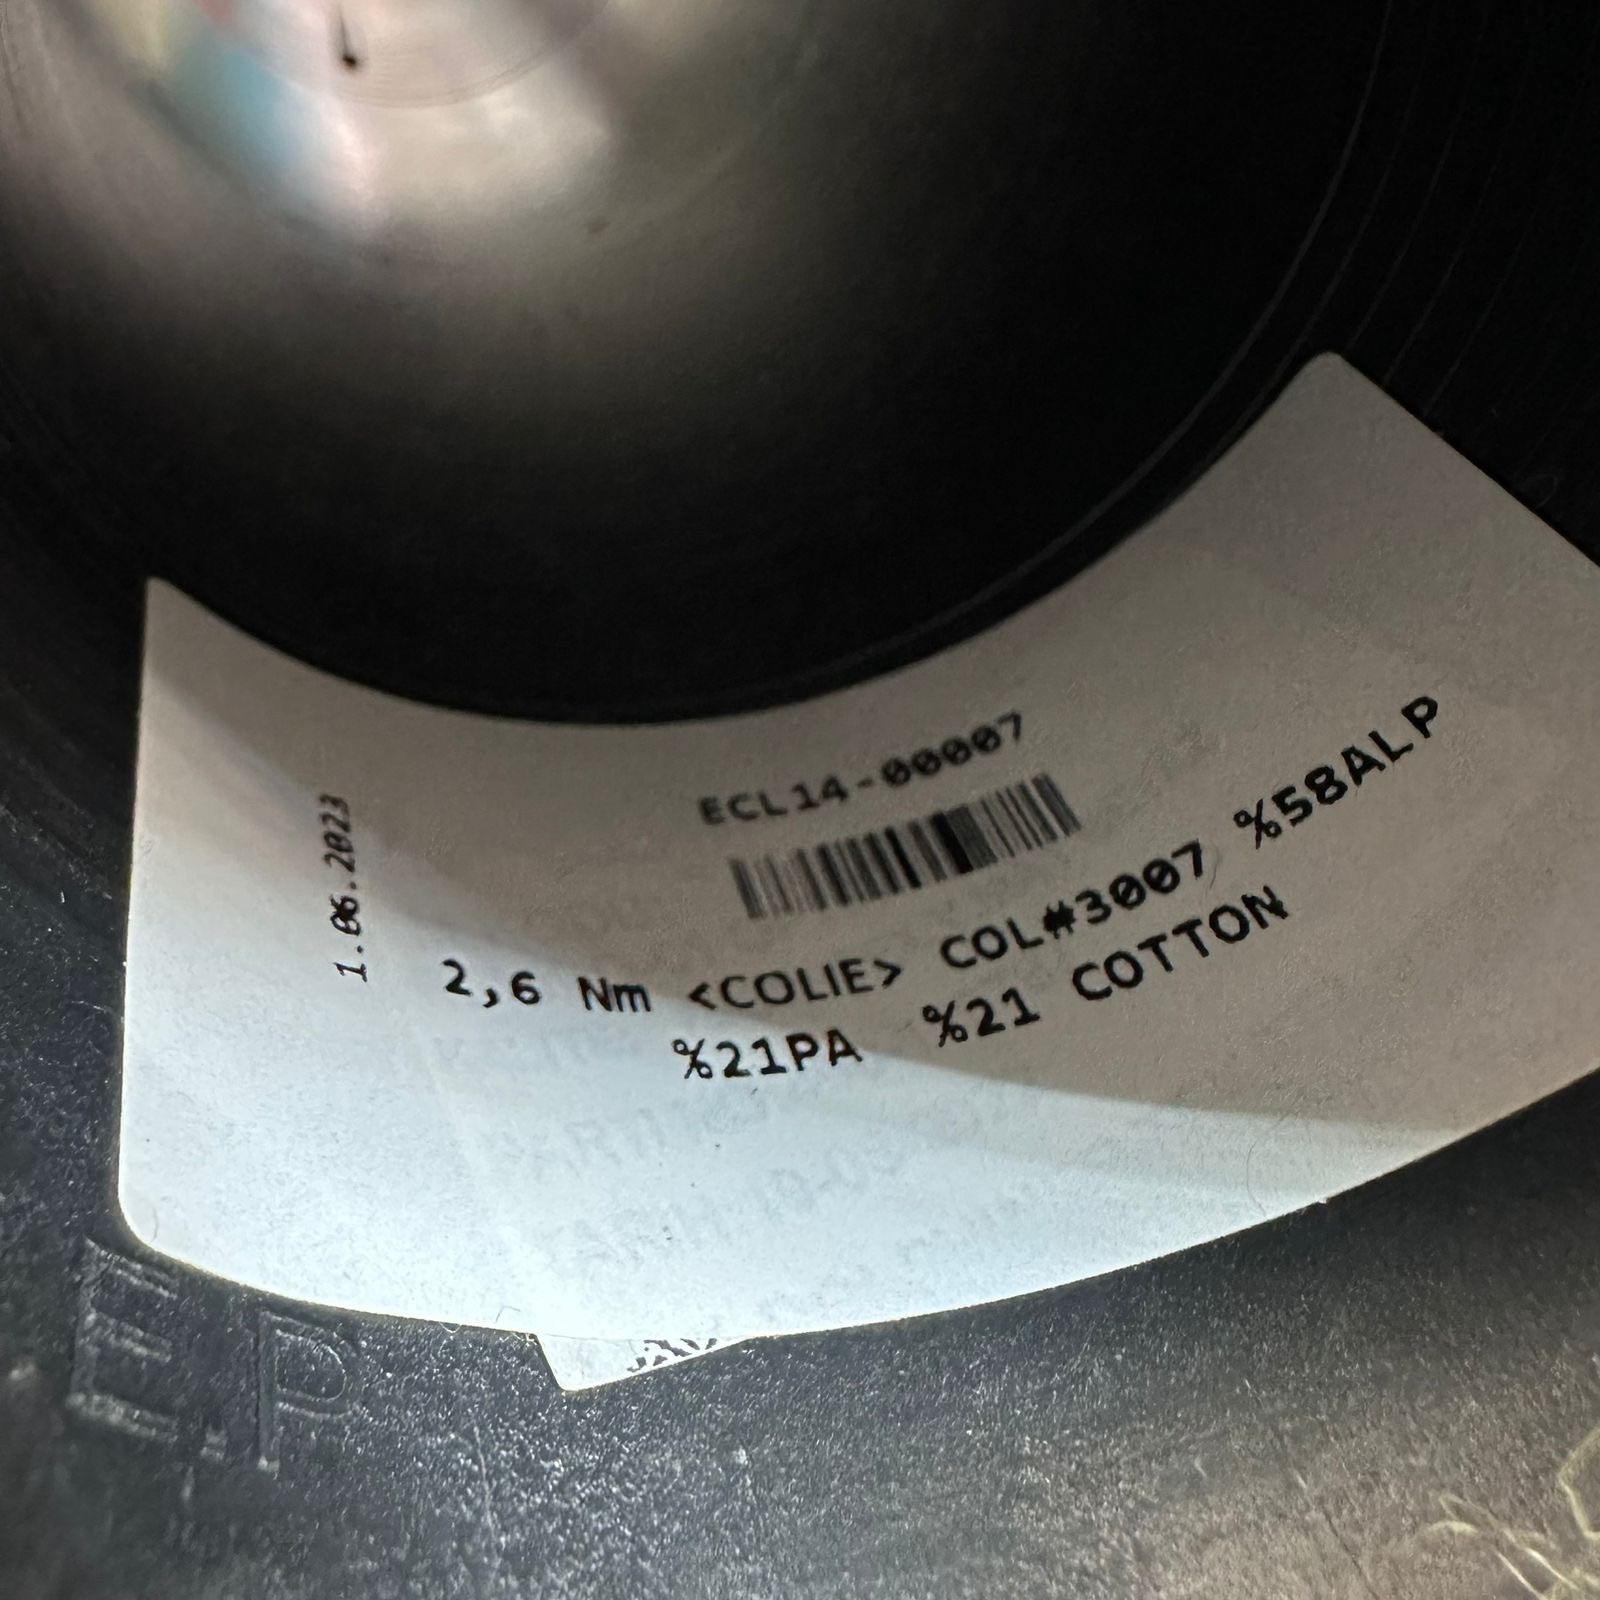 ECL14-00007
1.06.2023
2,6 Nm <COLIE> COL#3007 %58ALP
%21PA %21 COTTON
E.P